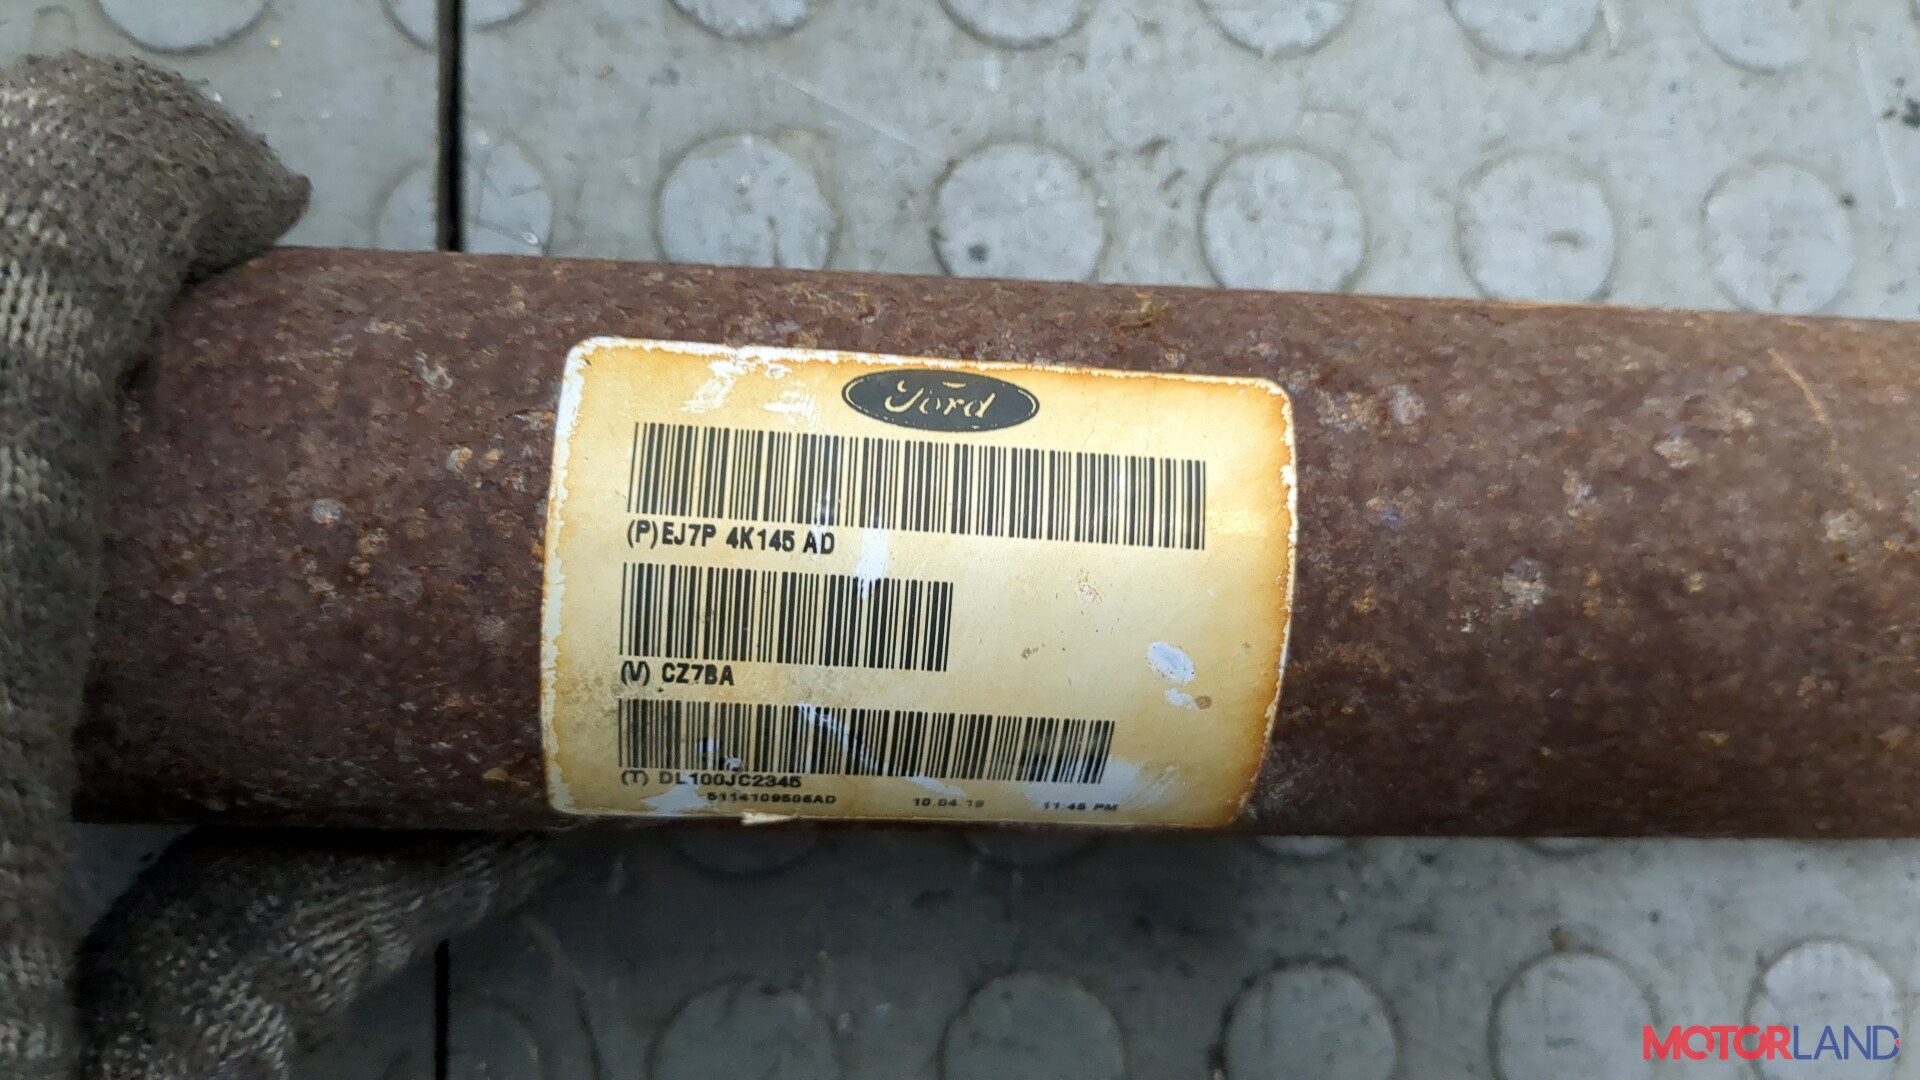 Ford
(P)EJ7P 4K145 AD
(V) CZ7BA
(T) DL100JC2345
5114109506AD 10.04.19 11:45 PM
MOTORLAND